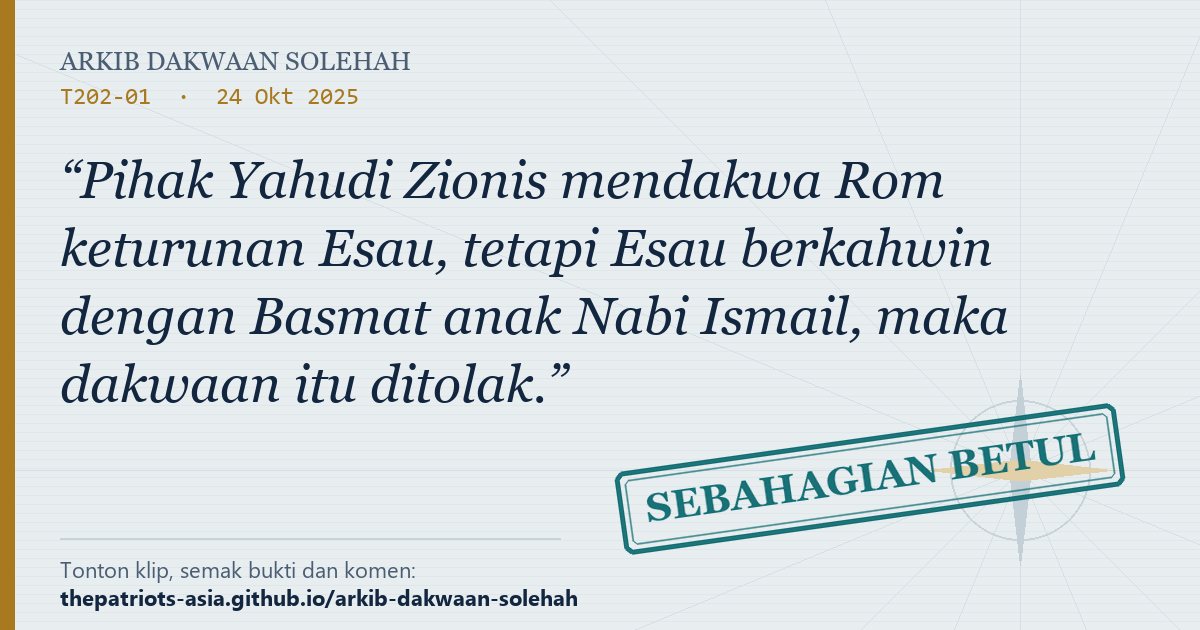 ARKIB DAKWAAN SOLEHAH
T202-01 · 24 Okt 2025
“Pihak Yahudi Zionis mendakwa Rom
keturunan Esau, tetapi Esau berkahwin
dengan Basmat anak Nabi Ismail, maka
dakwaan itu ditolak.”
SEBAHAGIAN BETUL
Tonton klip, semak bukti dan komen:
thepatriots-asia.github.io/arkib-dakwaan-solehah